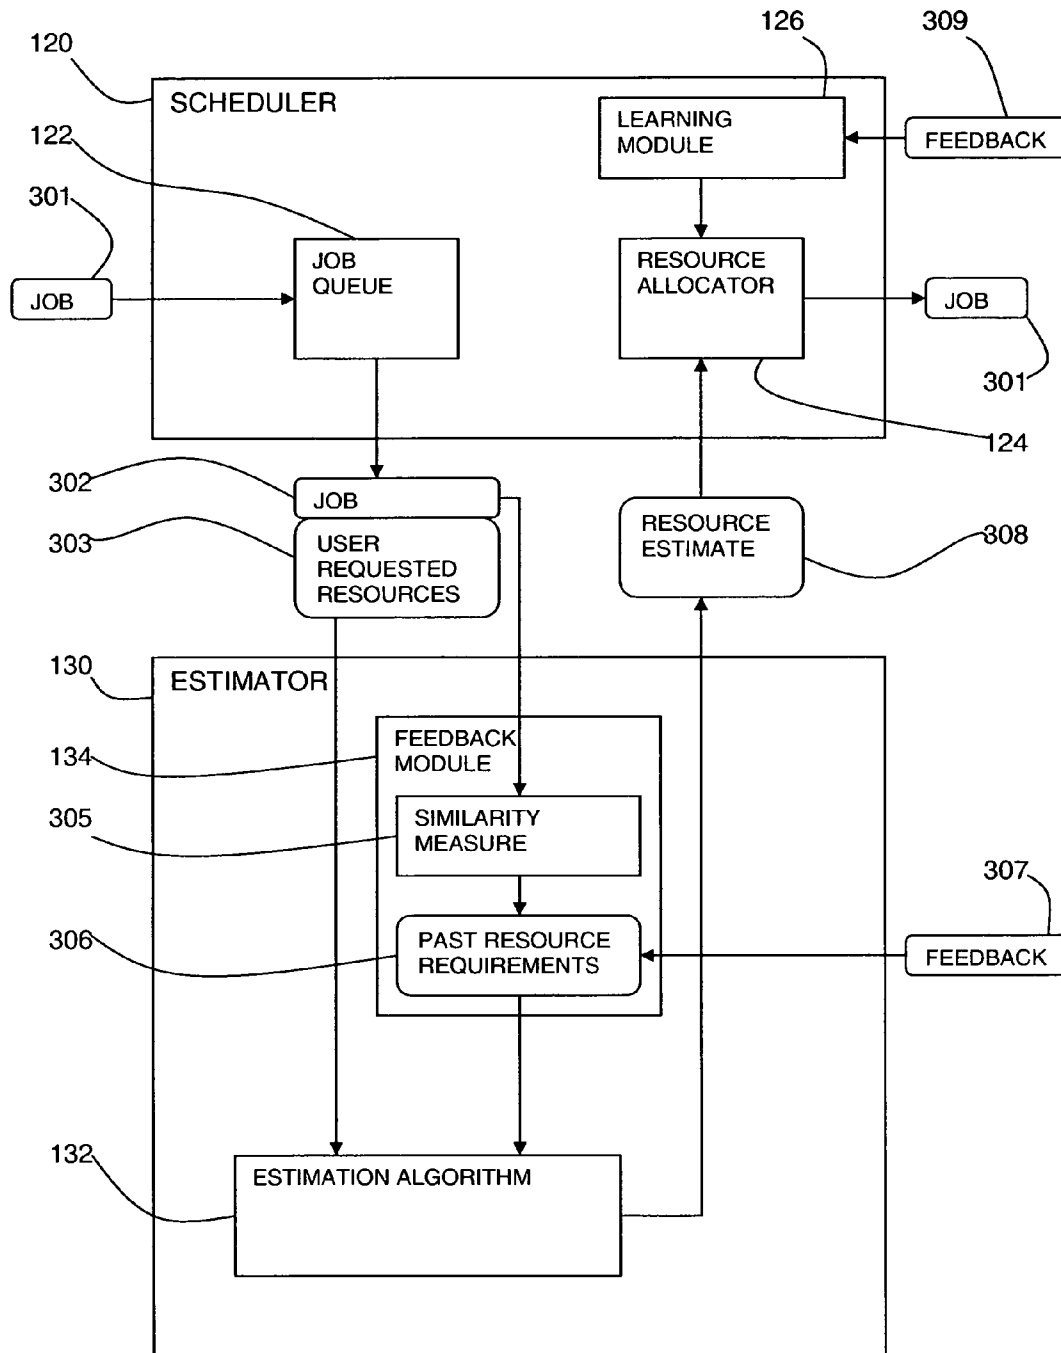 126
309
120
SCHEDULER
LEARNING
MODULE
FEEDBACK
122
301
JOB
QUEUE
RESOURCE
ALLOCATOR
JOB
JOB
301
124
302
JOB
303
USER
REQUESTED
RESOURCES
RESOURCE
ESTIMATE
308
130
ESTIMATOR
134
FEEDBACK
MODULE
305
SIMILARITY
MEASURE
307
306
PAST RESOURCE
REQUIREMENTS
FEEDBACK
132
ESTIMATION ALGORITHM